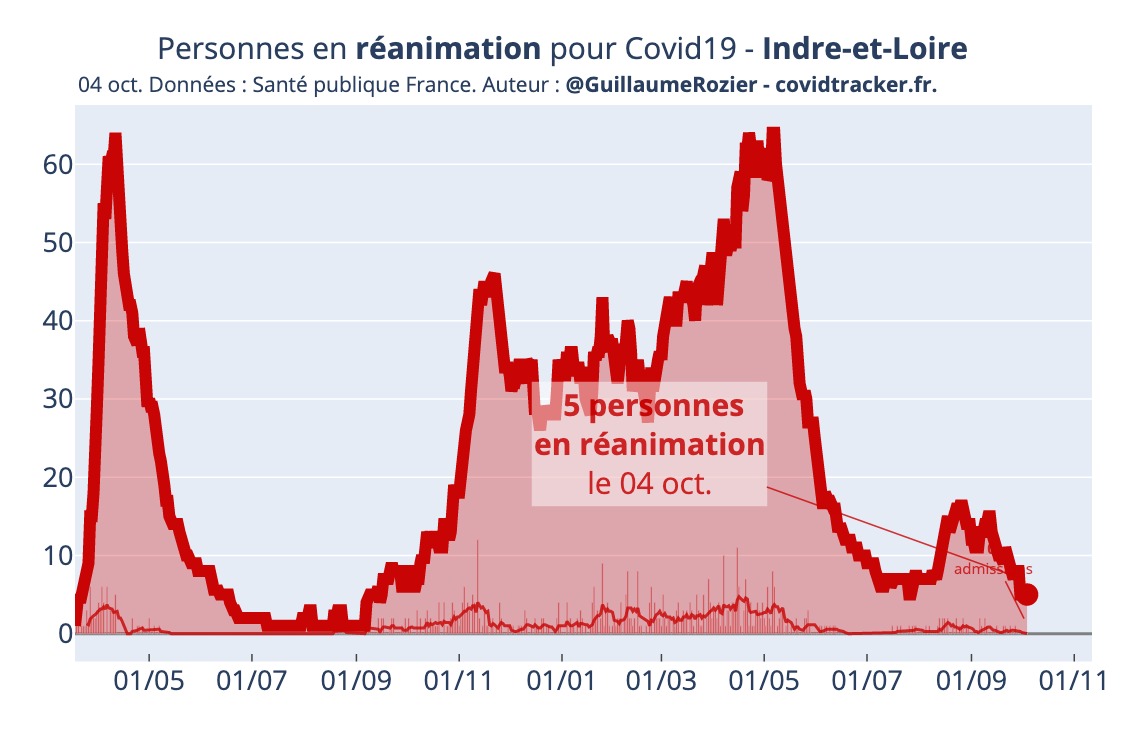 Personnes en réanimation pour Covid19 - Indre-et-Loire
04 oct. Données : Santé publique France. Auteur : @GuillaumeRozier - covidtracker.fr.
60
50
40
30
20
10
0
5 personnes
en réanimation
le 04 oct.
admissions
01/05 01/07 01/09 01/11 01/01 01/03 01/05 01/07 01/09 01/11